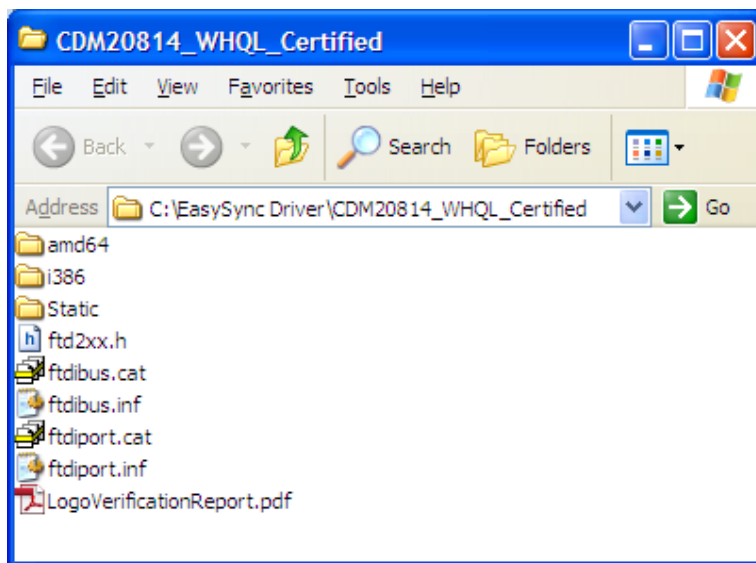 CDM20814_WHQL_Certified
File Edit View Favorites Tools Help
Back Search Folders
Address C:\EasySync Driver\CDM20814_WHQL_Certified Go
amd64
i386
Static
h ftd2xx.h
ftdibus.cat
ftdibus.inf
ftdiport.cat
ftdiport.inf
LogoVerificationReport.pdf